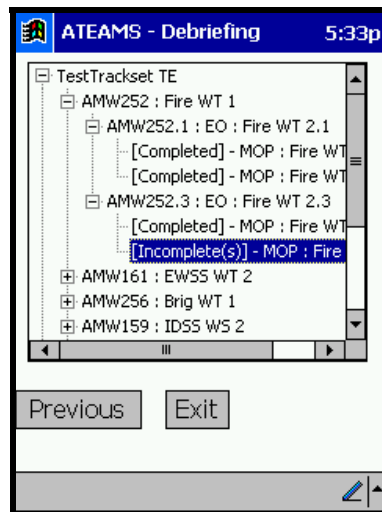 ATEAMS - Debriefing 5:33p
TestTrackset TE
AMW252 : Fire WT 1
AMW252.1 : EO : Fire WT 2.1
[Completed] - MOP : Fire WT
[Completed] - MOP : Fire WT
AMW252.3 : EO : Fire WT 2.3
[Completed] - MOP : Fire WT
[Incomplete(s)] - MOP : Fire
AMW161 : EWSS WT 2
AMW256 : Brig WT 1
AMW159 : IDSS WS 2
Previous Exit